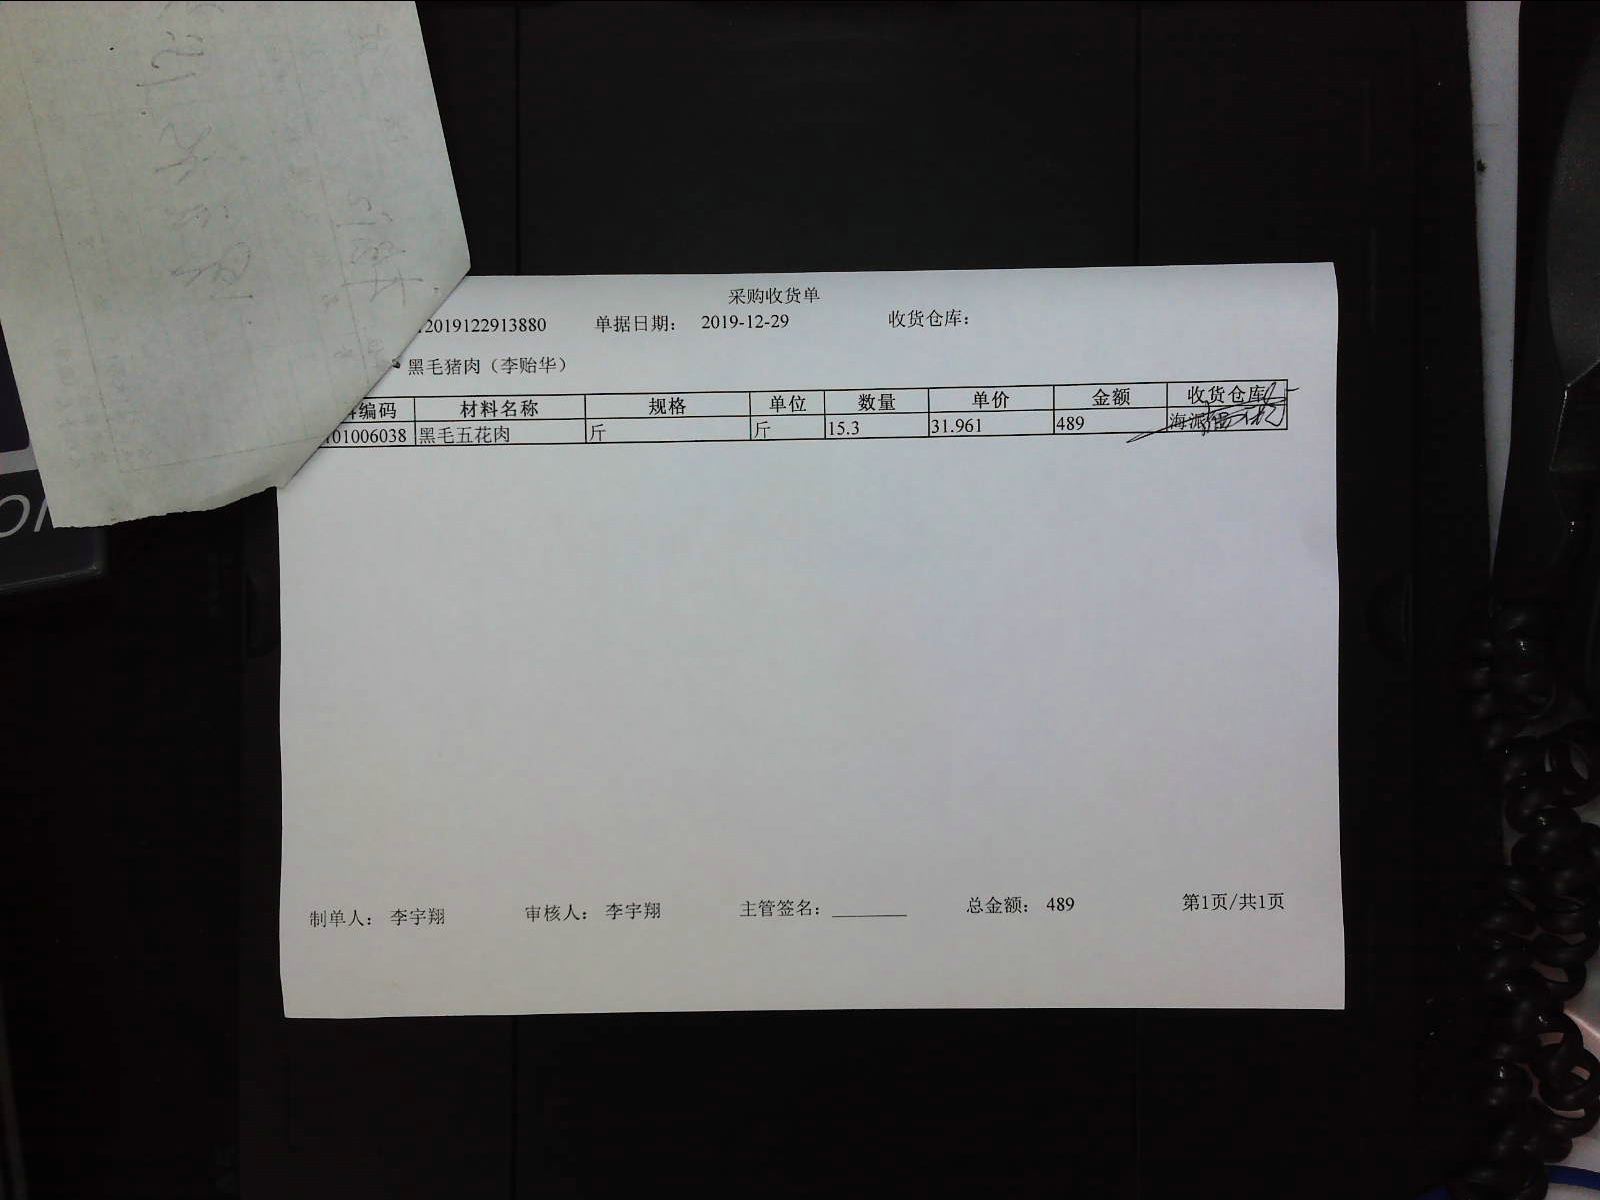 采购收货单
2019122913880 单据日期: 2019-12-29 收货仓库:
黑毛猪肉(李贻华)
编码 材料名称 规格 单位 数量 单价 金额 收货仓库
101006038 黑毛五花肉 斤 斤 15.3 31.961 489 海派
制单人: 李宇翔 审核人: 李宇翔 主管签名: ________ 总金额: 489 第1页/共1页